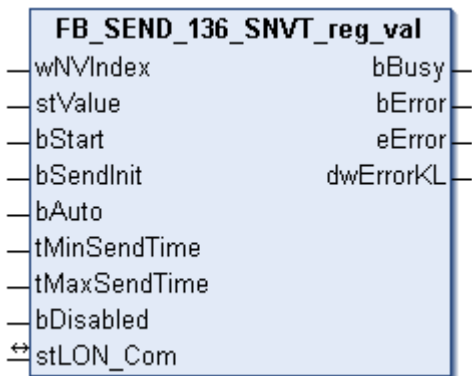 FB_SEND_136_SNVT_reg_val
wNVIndex bBusy
stValue bError
bStart eError
bSendInit dwErrorKL
bAuto
tMinSendTime
tMaxSendTime
bDisabled
stLON_Com